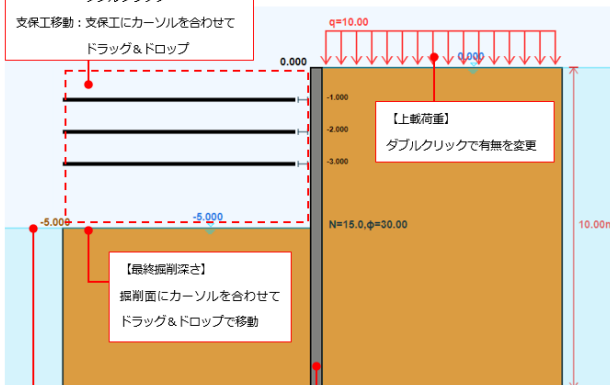 支保工移動：支保工にカーソルを合わせて
ドラッグ＆ドロップ
q=10.00
0.000
0.000
-1.000
-2.000
-3.000
【上載荷重】
ダブルクリックで有無を変更
-5.000
-5.000
N=15.0,φ=30.00
10.00m
【最終掘削深さ】
掘削面にカーソルを合わせて
ドラッグ＆ドロップで移動